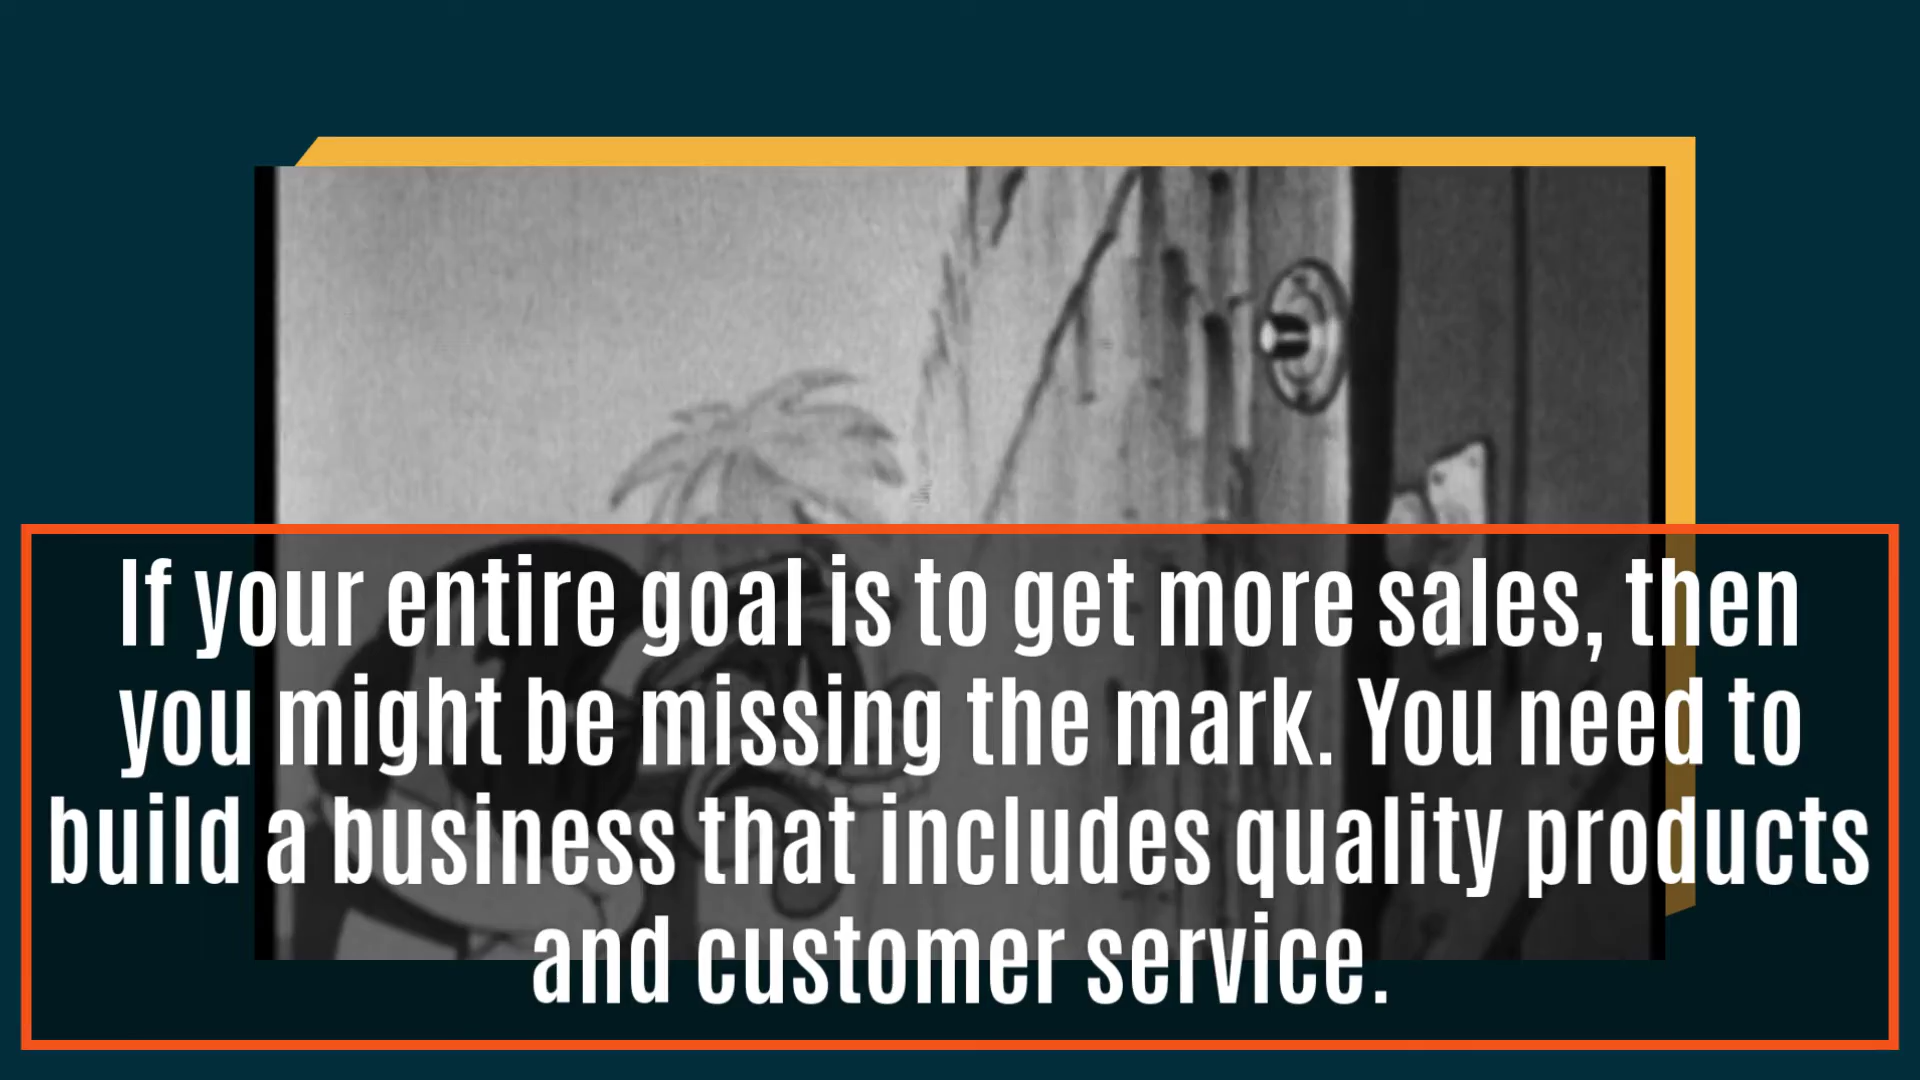 If your entire goal is to get more sales, then
you might be missing the mark. You need to
build a business that includes quality products
and customer service.